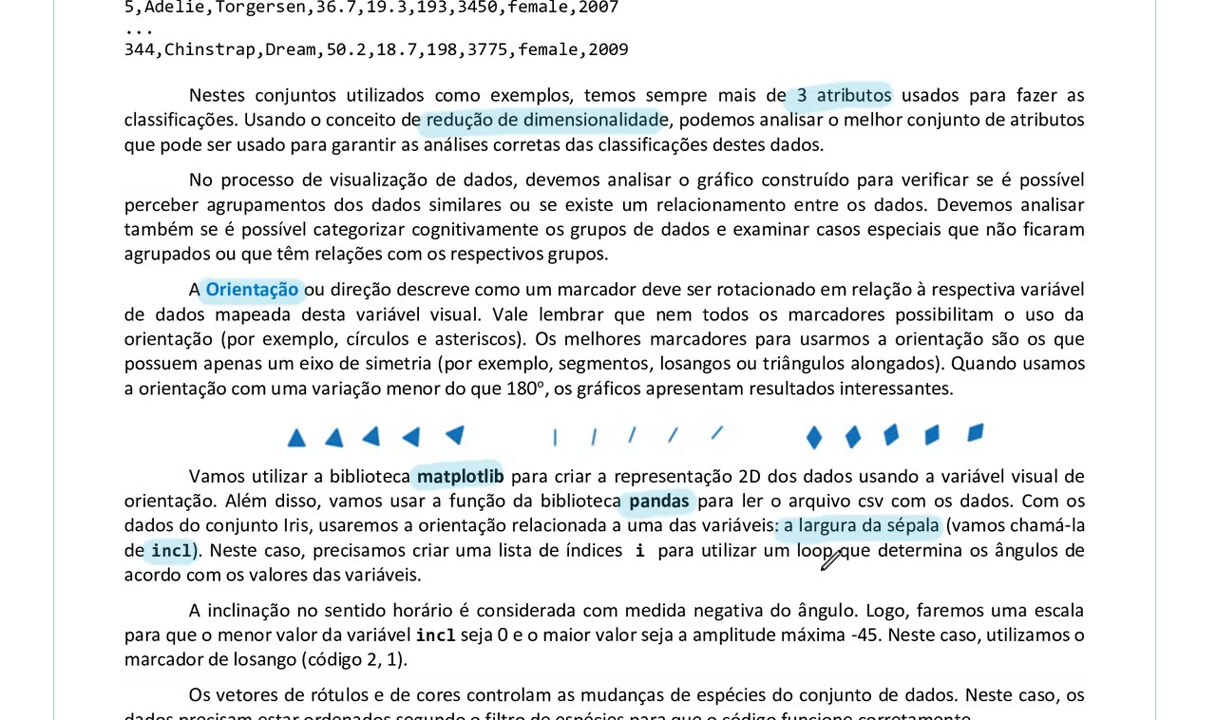 5,Adelie,Torgersen,36.7,19.3,193,3450,female,2007
...
344,Chinstrap,Dream,50.2,18.7,198,3775,female,2009
Nestes conjuntos utilizados como exemplos, temos sempre mais de 3 atributos usados para fazer as
classificações. Usando o conceito de redução de dimensionalidade, podemos analisar o melhor conjunto de atributos
que pode ser usado para garantir as análises corretas das classificações destes dados.
No processo de visualização de dados, devemos analisar o gráfico construído para verificar se é possível
perceber agrupamentos dos dados similares ou se existe um relacionamento entre os dados. Devemos analisar
também se é possível categorizar cognitivamente os grupos de dados e examinar casos especiais que não ficaram
agrupados ou que têm relações com os respectivos grupos.
A Orientação ou direção descreve como um marcador deve ser rotacionado em relação à respectiva variável
de dados mapeada desta variável visual. Vale lembrar que nem todos os marcadores possibilitam o uso da
orientação (por exemplo, círculos e asteriscos). Os melhores marcadores para usarmos a orientação são os que
possuem apenas um eixo de simetria (por exemplo, segmentos, losangos ou triângulos alongados). Quando usamos
a orientação com uma variação menor do que 180º, os gráficos apresentam resultados interessantes.
Vamos utilizar a biblioteca matplotlib para criar a representação 2D dos dados usando a variável visual de
orientação. Além disso, vamos usar a função da biblioteca pandas para ler o arquivo csv com os dados. Com os
dados do conjunto Iris, usaremos a orientação relacionada a uma das variáveis: a largura da sépala (vamos chamá-la
de incl). Neste caso, precisamos criar uma lista de índices i para utilizar um loop que determina os ângulos de
acordo com os valores das variáveis.
A inclinação no sentido horário é considerada com medida negativa do ângulo. Logo, faremos uma escala
para que o menor valor da variável incl seja 0 e o maior valor seja a amplitude máxima -45. Neste caso, utilizamos o
marcador de losango (código 2, 1).
Os vetores de rótulos e de cores controlam as mudanças de espécies do conjunto de dados. Neste caso, os
dados precisam estar ordenados segundo o filtro de espécies para que o código funcione corretamente.